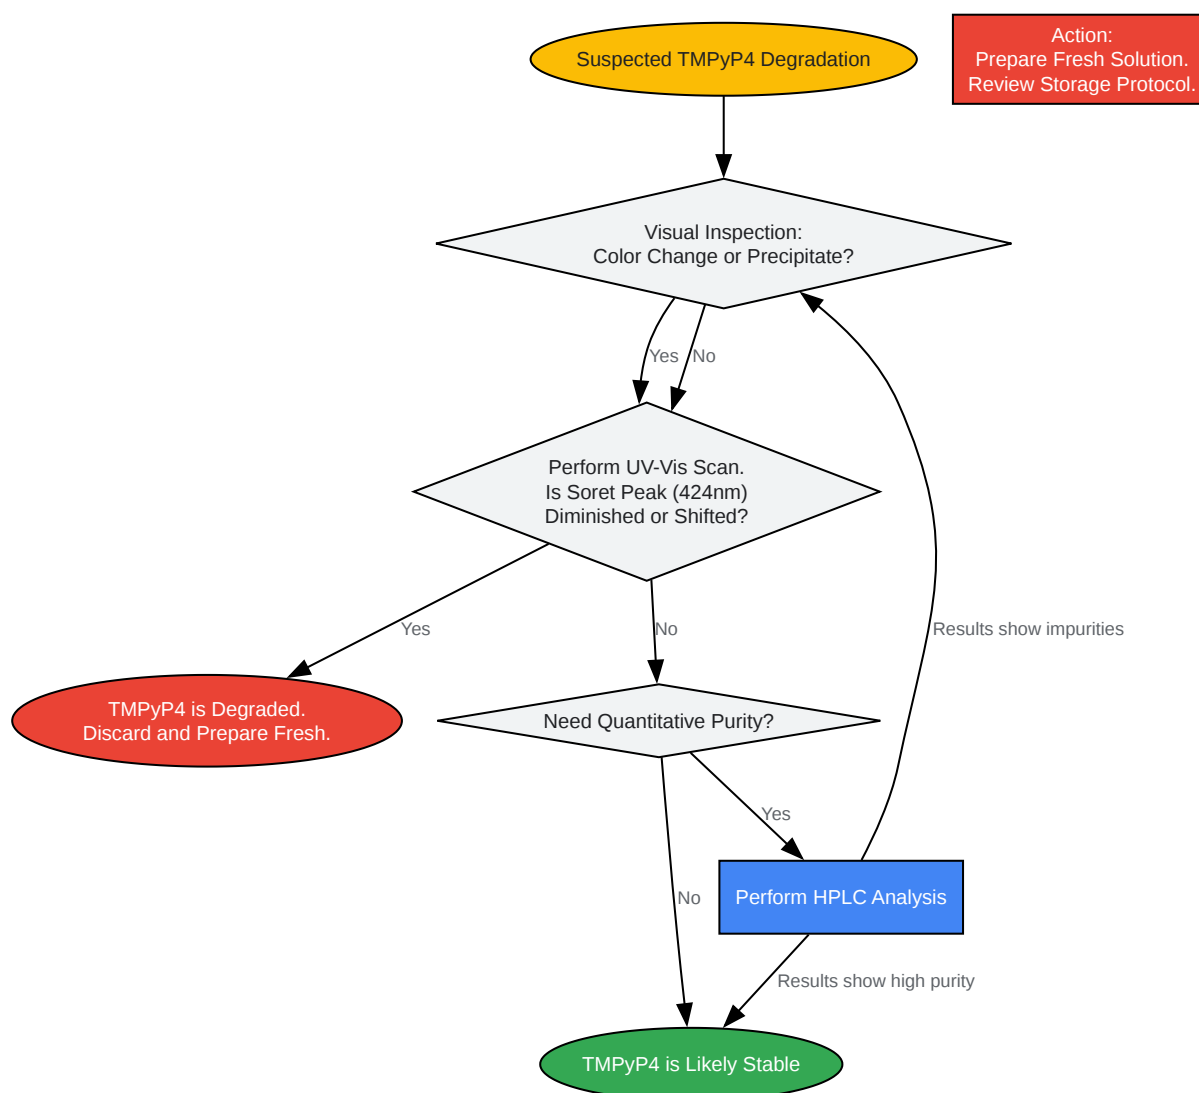 Suspected TMPyP4 Degradation
Action:
Prepare Fresh Solution.
Review Storage Protocol.
Visual Inspection:
Color Change or Precipitate?
Yes
No
Perform UV-Vis Scan.
Is Soret Peak (424nm)
Diminished or Shifted?
Yes
No
Results show impurities
TMPyP4 is Degraded.
Discard and Prepare Fresh.
Need Quantitative Purity?
Yes
No
Perform HPLC Analysis
Results show high purity
TMPyP4 is Likely Stable